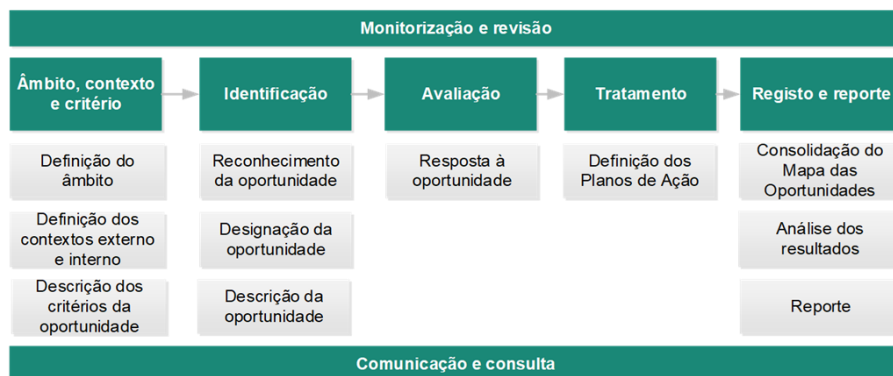 Monitorização e revisão
Âmbito, contexto
e critério
Identificação
Avaliação
Tratamento
Registo e reporte
Definição do
âmbito
Reconhecimento
da oportunidade
Resposta à
oportunidade
Definição dos
Planos de Ação
Consolidação do
Mapa das
Oportunidades
Definição dos
contextos externo
e interno
Designação da
oportunidade
Análise dos
resultados
Descrição dos
critérios da
oportunidade
Descrição da
oportunidade
Reporte
Comunicação e consulta